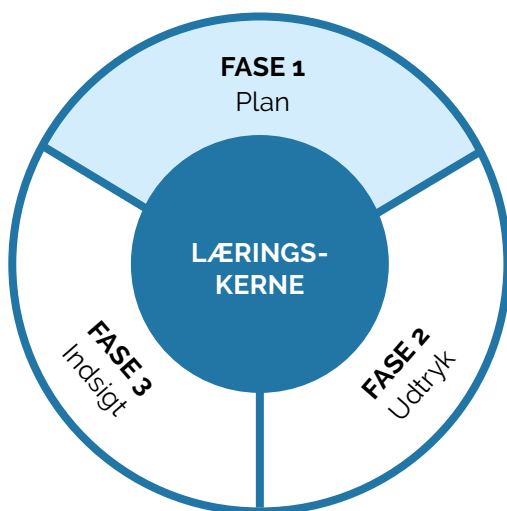 FASE 1
Plan
LÆRINGS-
KERNE
FASE 2
Udtryk
FASE 3
Indsigt